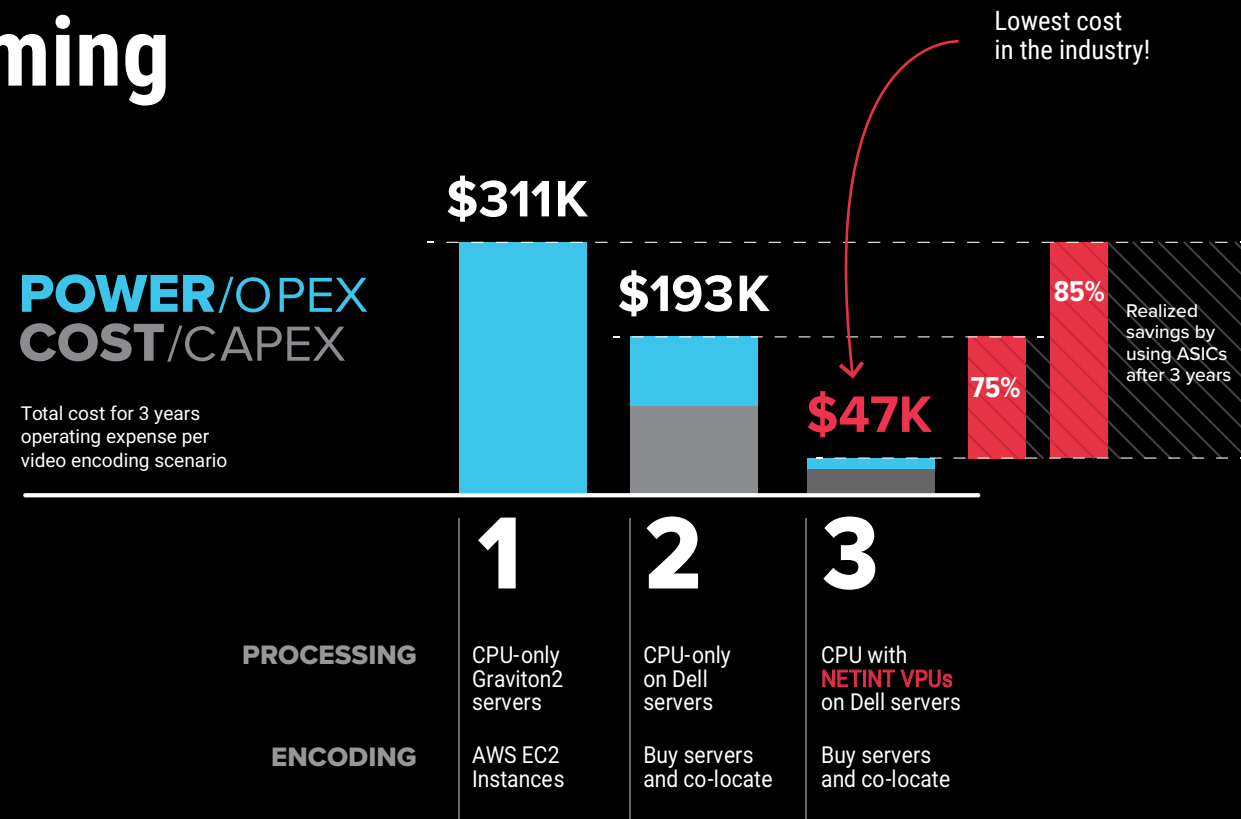 ming
Lowest cost
in the industry!
$311K
$193K
$47K
75%
85%
Realized
savings by
using ASICs
after 3 years
POWER/OPEX
COST/CAPEX
Total cost for 3 years
operating expense per
video encoding scenario
1
2
3
PROCESSING
CPU-only
Graviton2
servers
CPU-only
on Dell
servers
CPU with
NETINT VPUs
on Dell servers
ENCODING
AWS EC2
Instances
Buy servers
and co-locate
Buy servers
and co-locate